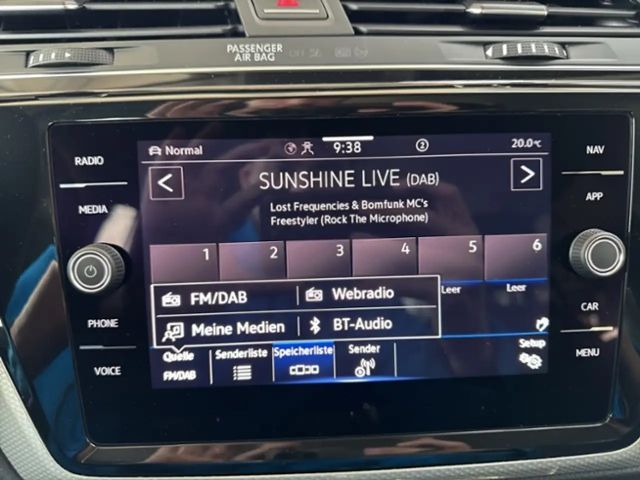 PASSENGER
AIR BAG
RADIO
MEDIA
PHONE
VOICE
NAV
APP
CAR
MENU
Normal
9:38
2
20.0°C
<
SUNSHINE LIVE (DAB)
>
Lost Frequencies & Bomfunk MC's
Freestyler (Rock The Microphone)
1 2 3 4 5 6
FM/DAB Webradio
Meine Medien BT-Audio
Leer Leer
Quelle Senderliste Speicherliste Sender Setup
FM/DAB